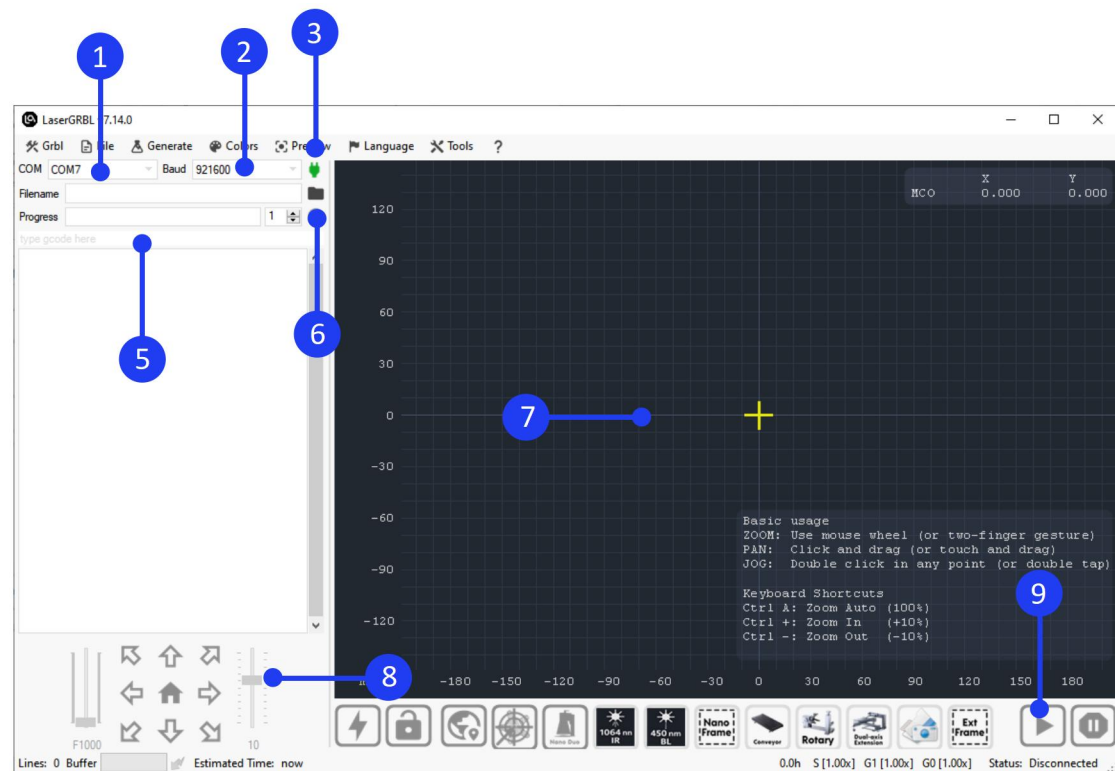 1
2
3
LaserGRBL v7.14.0
Grbl File Generate Colors Preview Language Tools ?
COM COM7 Baud 921600
Filename
Progress 1
type gcode here
5
6
X Y
MCO 0.000 0.000
120
90
60
30
0
-30
-60
-90
-120
7
Basic usage
ZOOM: Use mouse wheel (or two-finger gesture)
PAN: Click and drag (or touch and drag)
JOG: Double click in any point (or double tap)
Keyboard Shortcuts
Ctrl A: Zoom Auto (100%)
Ctrl +: Zoom In (+10%)
Ctrl -: Zoom Out (-10%)
9
8
-180 -150 -120 -90 -60 -30 0 30 60 90 120 150 180
F1000 10
Nano Duo
1064 nm
IR
450 nm
BL
Nano
Frame
Conveyor
Rotary
Dual-axis
Extension
Ext
Frame
Lines: 0 Buffer Estimated Time: now
0.0h S [1.00x] G1 [1.00x] G0 [1.00x] Status: Disconnected